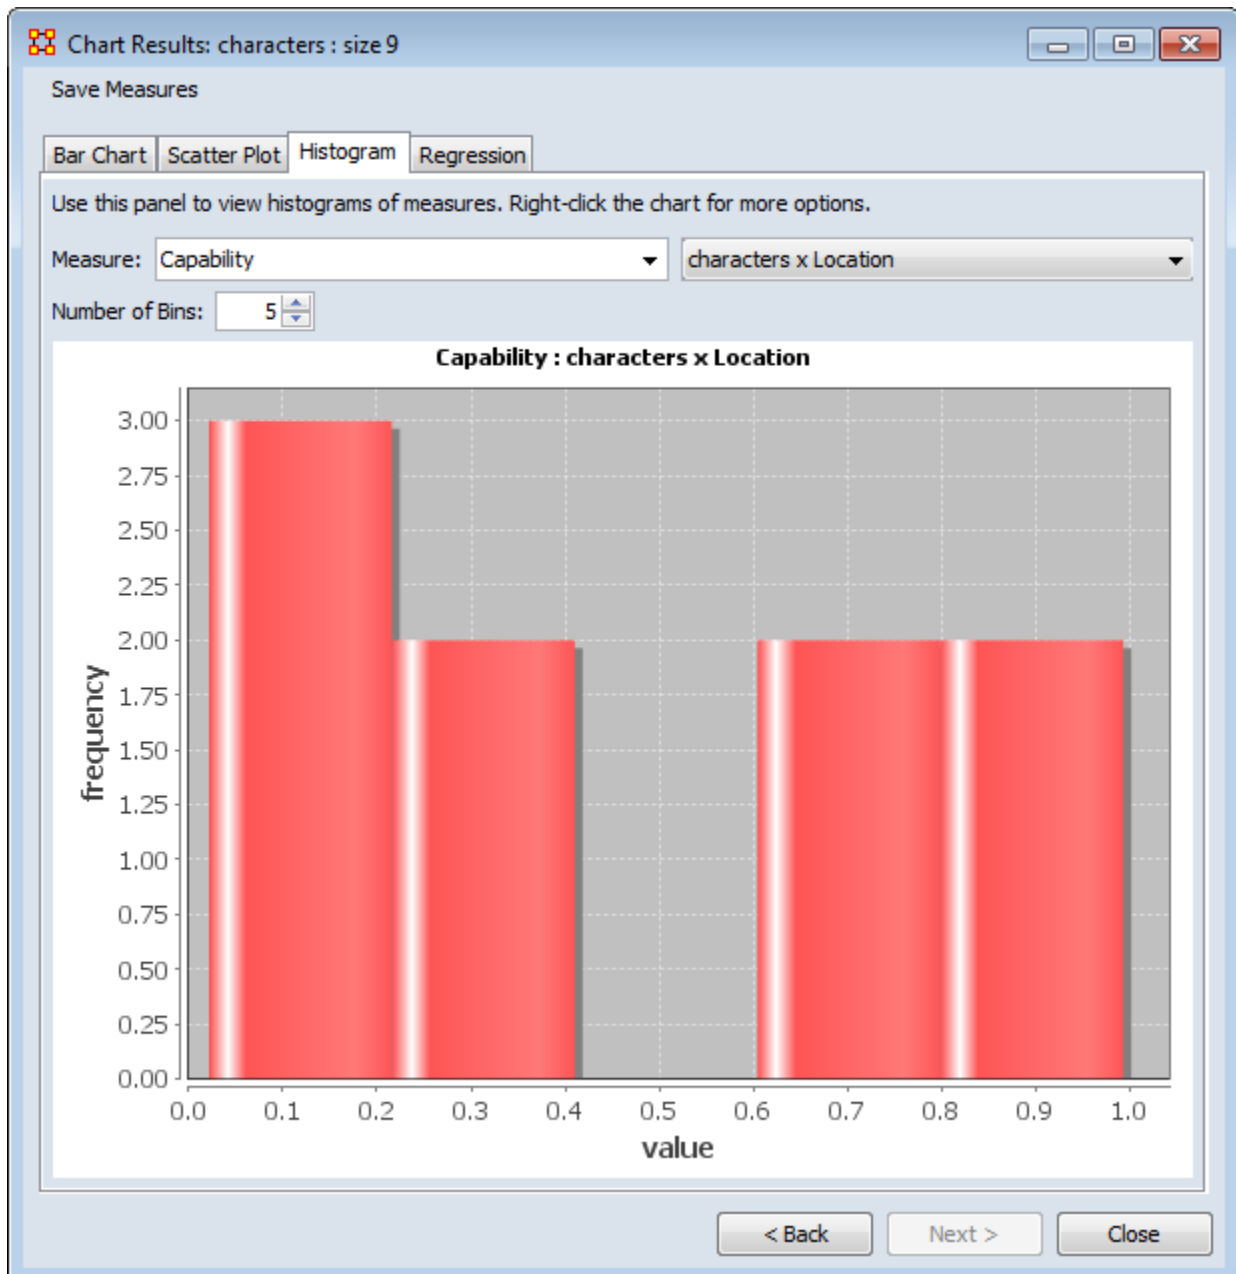 Chart Results: characters : size 9
Save Measures
Bar Chart Scatter Plot Histogram Regression
Use this panel to view histograms of measures. Right-click the chart for more options.
Measure: Capability characters x Location
Number of Bins: 5
Capability : characters x Location
3.00
2.75
2.50
2.25
2.00
1.75
1.50
1.25
1.00
0.75
0.50
0.25
0.00
frequency
0.0 0.1 0.2 0.3 0.4 0.5 0.6 0.7 0.8 0.9 1.0
value
< Back Next > Close